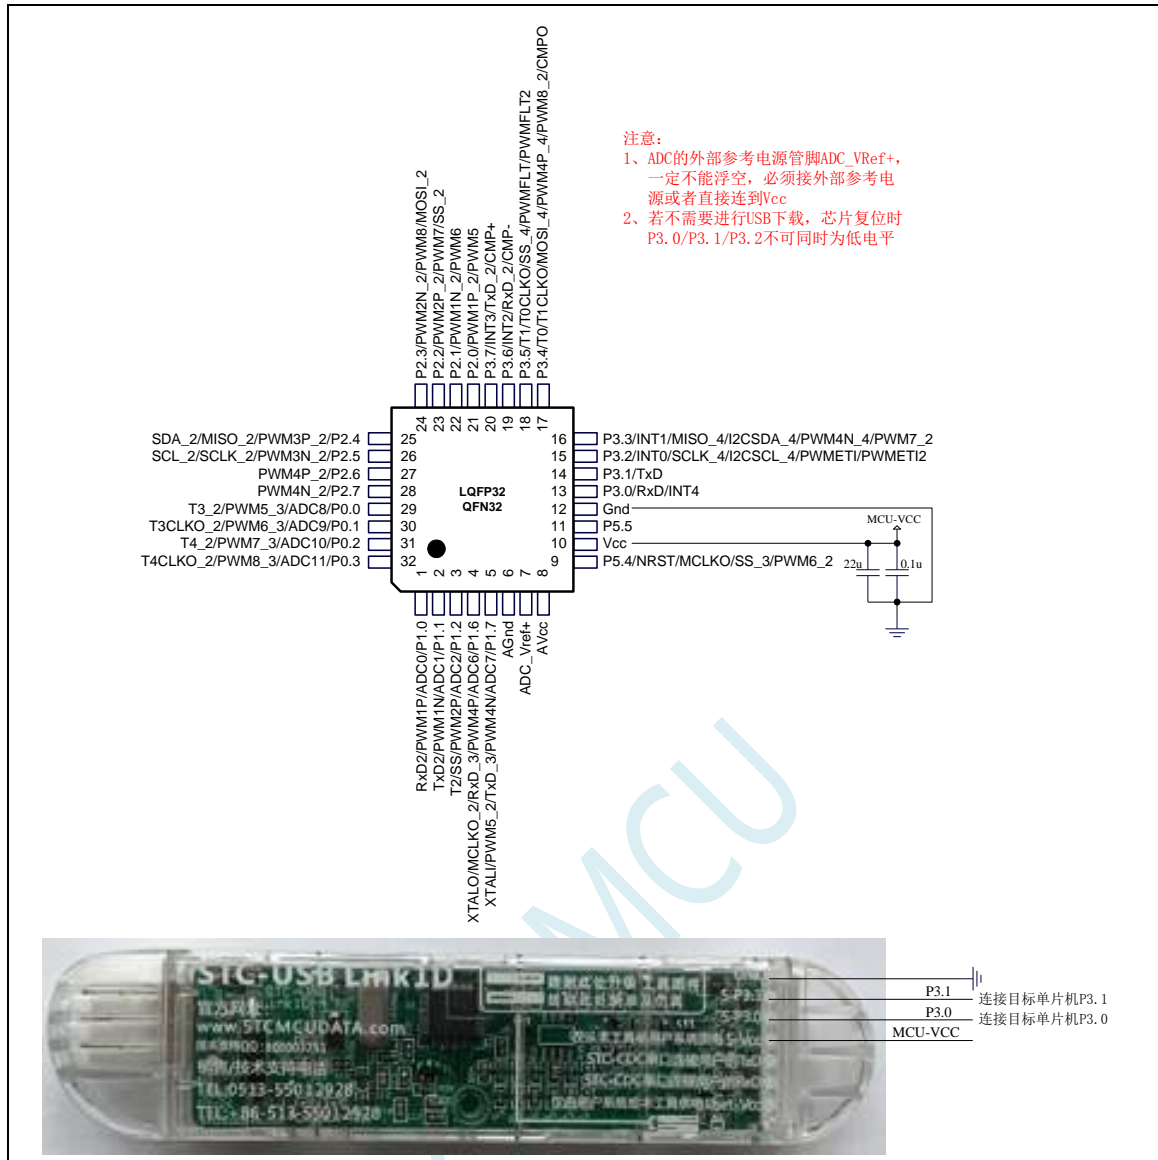 注意：
1、ADC的外部参考电源管脚ADC_VRef+，
一定不能浮空，必须接外部参考电
源或者直接连到Vcc
2、若不需要进行USB下载，芯片复位时
P3.0/P3.1/P3.2不可同时为低电平
P2.3/PWM2N_2/PWM8/MOSI_2
P2.2/PWM2P_2/PWM7/SS_2
P2.1/PWM1N_2/PWM6
P2.0/PWM1P_2/PWM5
P3.7/INT3/TxD_2/CMP+
P3.6/INT2/RxD_2/CMP-
P3.5/T1/T0CLKO/SS_4/PWMFLT/PWMFLT2
P3.4/T0/T1CLKO/MOSI_4/PWM4P_4/PWM8_2/CMPO
24 23 22 21 20 19 18 17
SDA_2/MISO_2/PWM3P_2/P2.4 25
SCL_2/SCLK_2/PWM3N_2/P2.5 26
PWM4P_2/P2.6 27
PWM4N_2/P2.7 28
T3_2/PWM5_3/ADC8/P0.0 29
T3CLKO_2/PWM6_3/ADC9/P0.1 30
T4_2/PWM7_3/ADC10/P0.2 31
T4CLKO_2/PWM8_3/ADC11/P0.3 32
LQFP32
QFN32
16 P3.3/INT1/MISO_4/I2CSDA_4/PWM4N_4/PWM7_2
15 P3.2/INT0/SCLK_4/I2CSCL_4/PWMETI/PWMETI2
14 P3.1/TxD
13 P3.0/RxD/INT4
12 Gnd
11 P5.5
10 Vcc
9 P5.4/NRST/MCLKO/SS_3/PWM6_2
MCU-VCC
22u
0.1u
1 2 3 4 5 6 7 8
RxD2/PWM1P/ADC0/P1.0
TxD2/PWM1N/ADC1/P1.1
T2/SS/PWM2P/ADC2/P1.2
XTALO/MCLKO_2/RxD_3/PWM4P/ADC6/P1.6
XTALI/PWM5_2/TxD_3/PWM4N/ADC7/P1.7
AGnd
ADC_Vref+
AVcc
MCU
STC-USB Link1D
www.STCMCUDATA.com
TEL:0513-55012928
TEL:+86-513-55012928
P3.1 连接目标单片机P3.1
P3.0 连接目标单片机P3.0
MCU-VCC